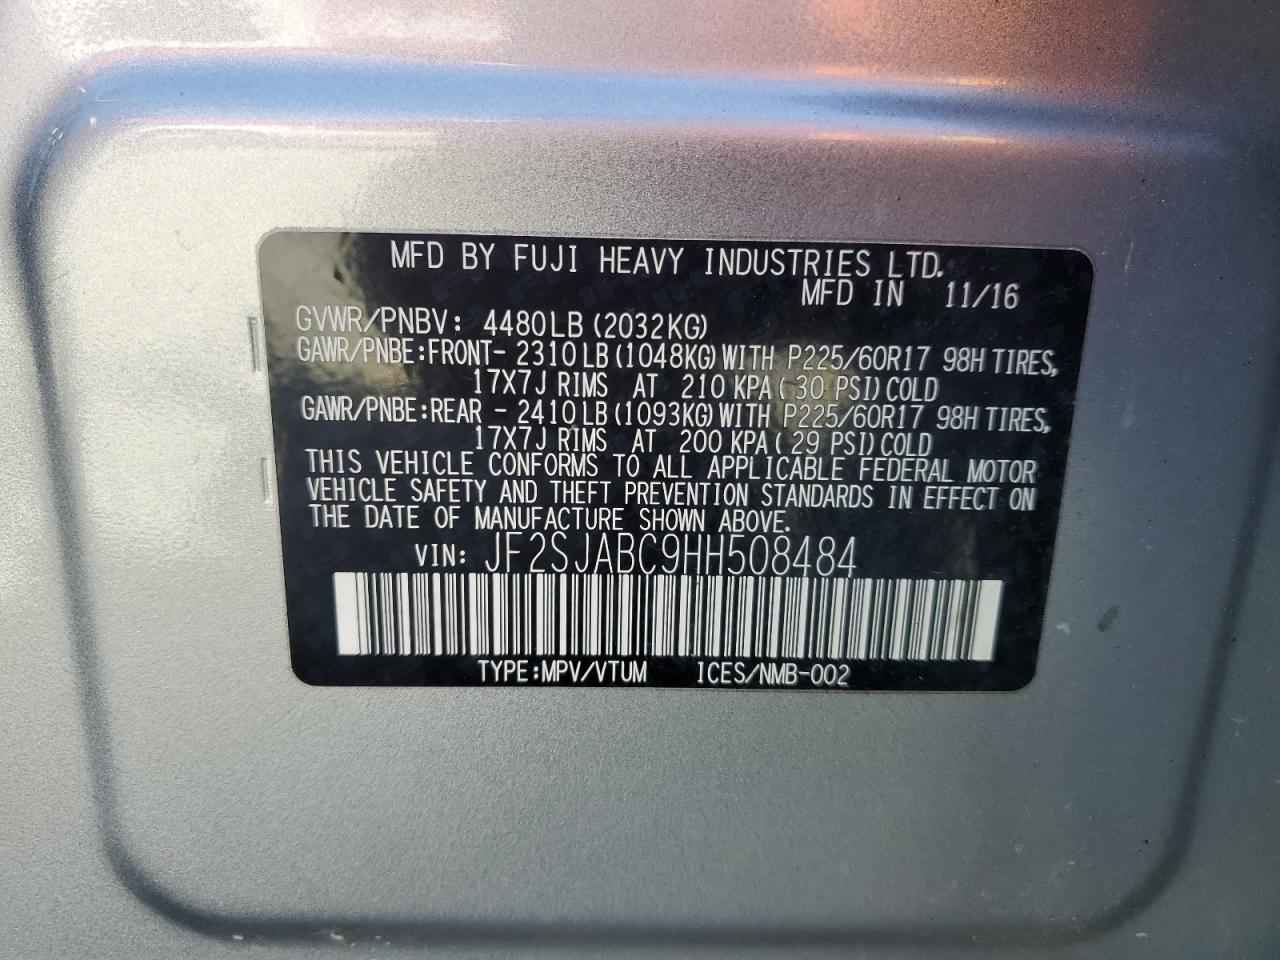 MFD BY FUJI HEAVY INDUSTRIES LTD.
MFD IN 11/16
GVWR/PNBV: 4480LB(2032KG)
GAWR/PNBE:FRONT- 2310LB(1048KG)WITH P225/60R17 98H TIRES,
17X7J RIMS AT 210 KPA( 30 PSI)COLD
GAWR/PNBE:REAR - 2410LB(1093KG)WITH P225/60R17 98H TIRES,
17X7J RIMS AT 200 KPA( 29 PSI)COLD
THIS VEHICLE CONFORMS TO ALL APPLICABLE FEDERAL MOTOR
VEHICLE SAFETY AND THEFT PREVENTION STANDARDS IN EFFECT ON
THE DATE OF MANUFACTURE SHOWN ABOVE.
VIN: JF2SJABC9HH508484
TYPE:MPV/VTUM ICES/NMB-002